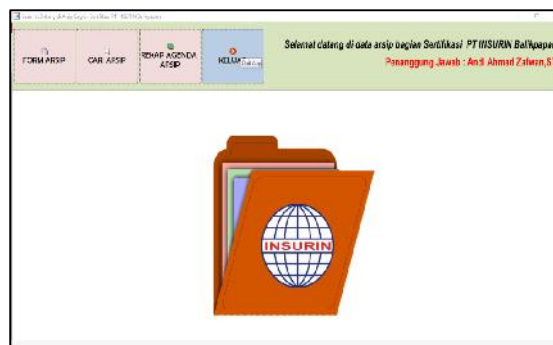 FORM ARSIP
CARI ARSIP
REKAP AGENDA
ARSIP
KELUAR
Selamat datang di data arsip bagian Sertifikasi PT INSURIN Balikpapan
Penanggung Jawab : Andi Ahmad Zafwan,S
INSURIN